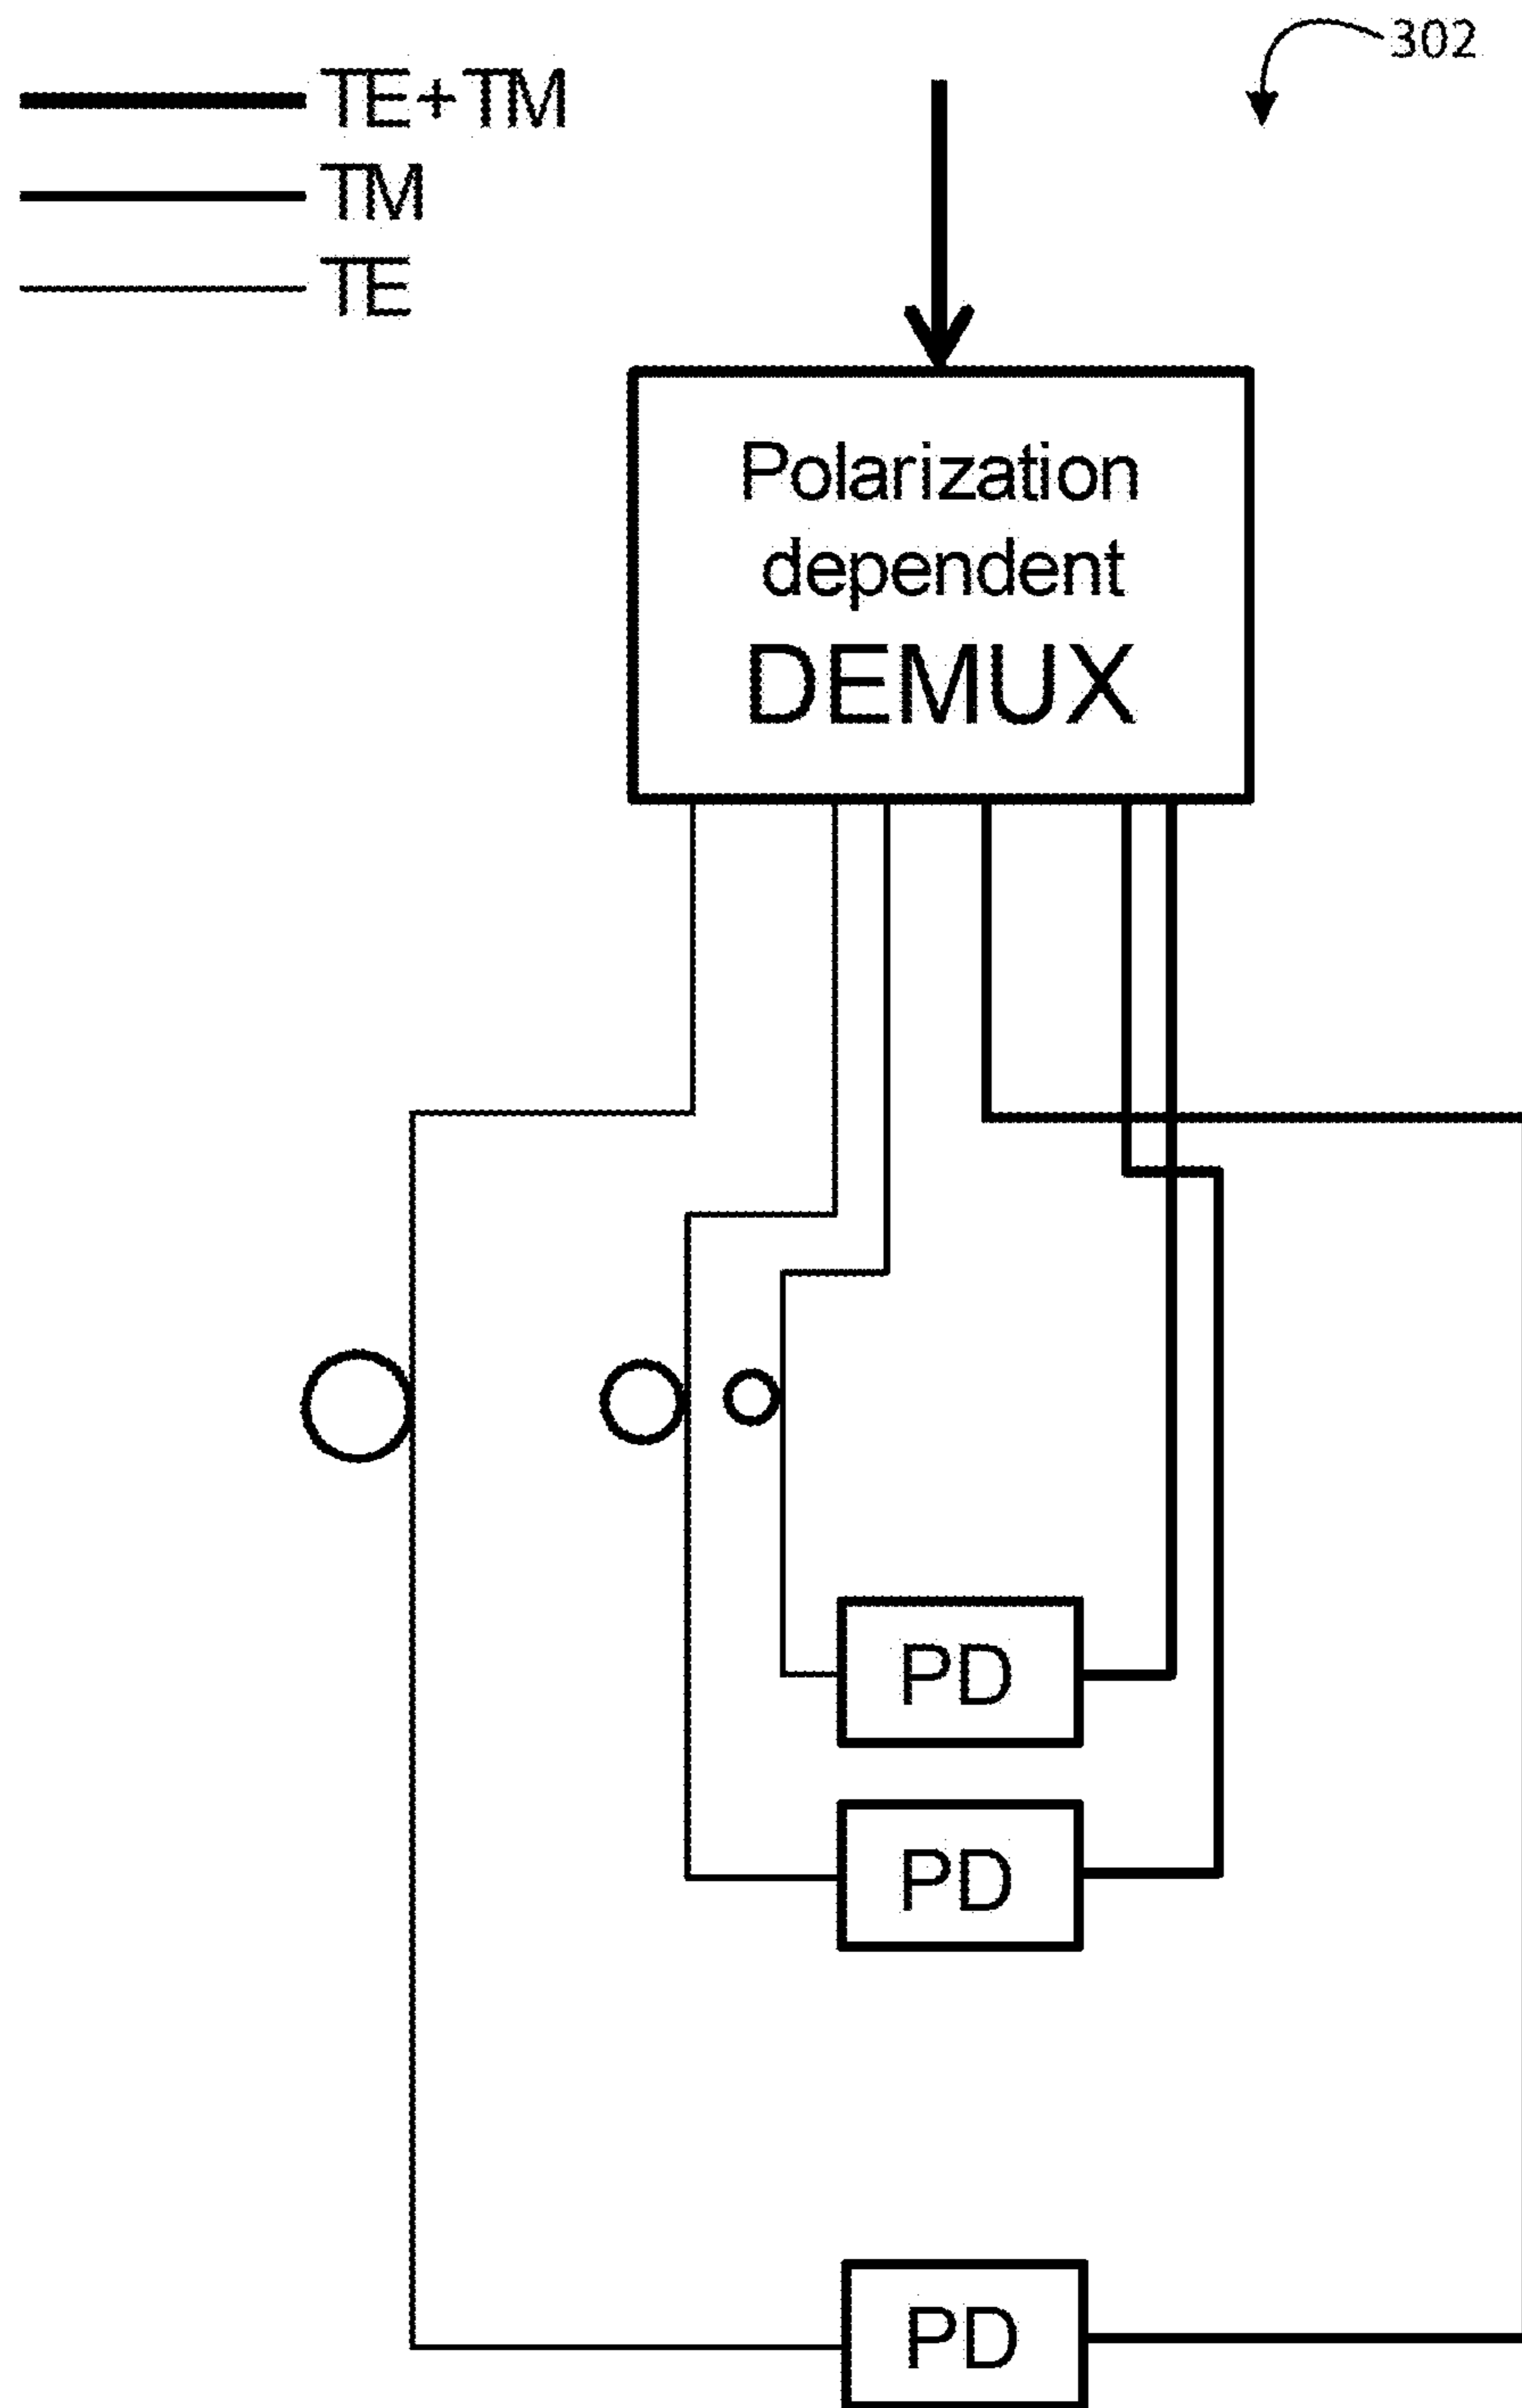 302
TE+TM
TM
TE
Polarization
dependent
DEMUX
PD
PD
PD